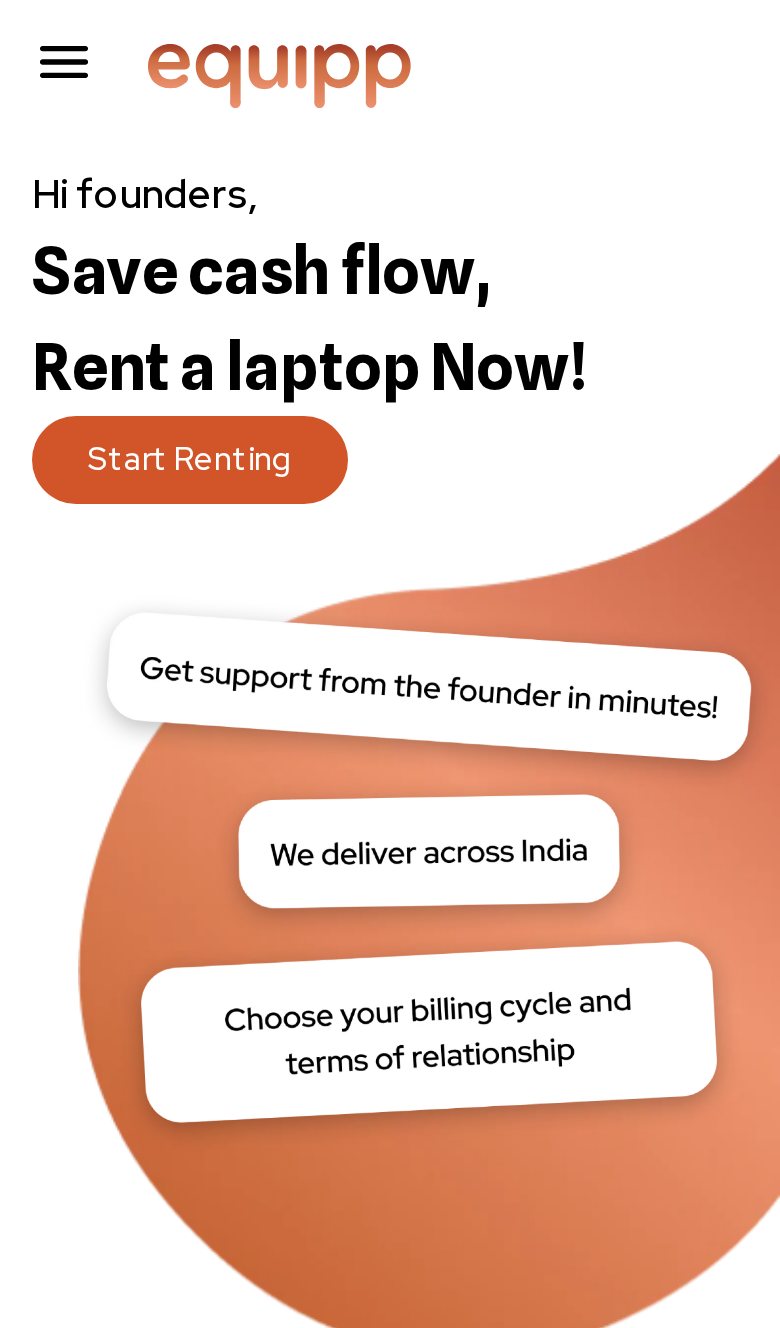 equipp
Hi founders,
Save cash flow,
Rent a laptop Now!
Start Renting
Get support from the founder in minutes!
We deliver across India
Choose your billing cycle and
terms of relationship